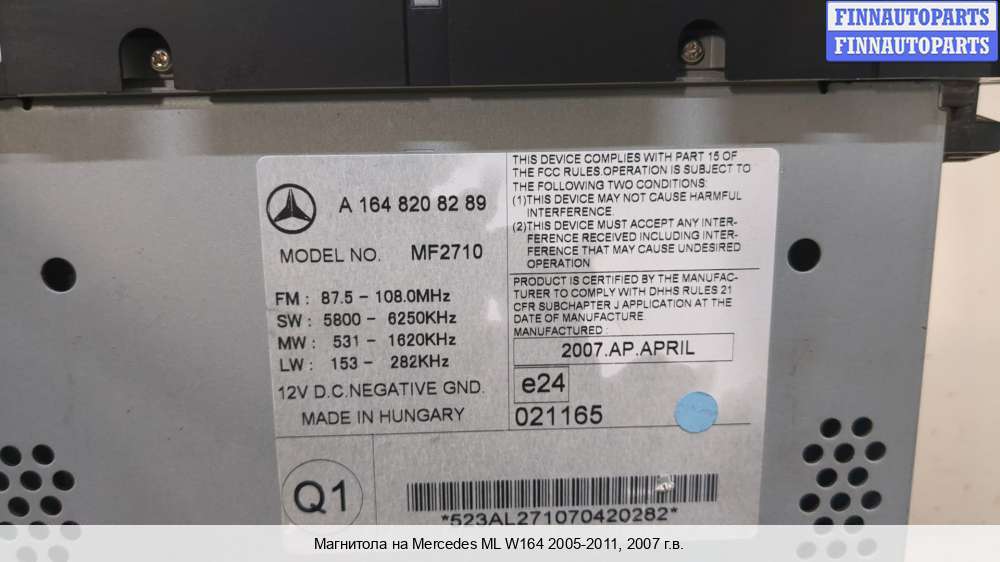 FINNAUTOPARTS
FINNAUTOPARTS
A 164 820 82 89
MODEL NO. MF2710
FM : 87.5 - 108.0MHz
SW : 5800 - 6250KHz
MW : 531 - 1620KHz
LW : 153 - 282KHz
12V D.C.NEGATIVE GND.
MADE IN HUNGARY
THIS DEVICE COMPLIES WITH PART 15 OF
THE FCC RULES.OPERATION IS SUBJECT TO
THE FOLLOWING TWO CONDITIONS:
(1)THIS DEVICE MAY NOT CAUSE HARMFUL
INTERFERENCE.
(2)THIS DEVICE MUST ACCEPT ANY INTER-
FERENCE RECEIVED INCLUDING INTER-
FERENCE THAT MAY CAUSE UNDESIRED
OPERATION
PRODUCT IS CERTIFIED BY THE MANUFAC-
TURER TO COMPLY WITH DHHS RULES 21
CFR SUBCHAPTER J APPLICATION AT THE
DATE OF MANUFACTURE.
MANUFACTURED :
2007.AP.APRIL
e24
021165
Q1
*523AL271070420282*
Магнитола на Mercedes ML W164 2005-2011, 2007 г.в.